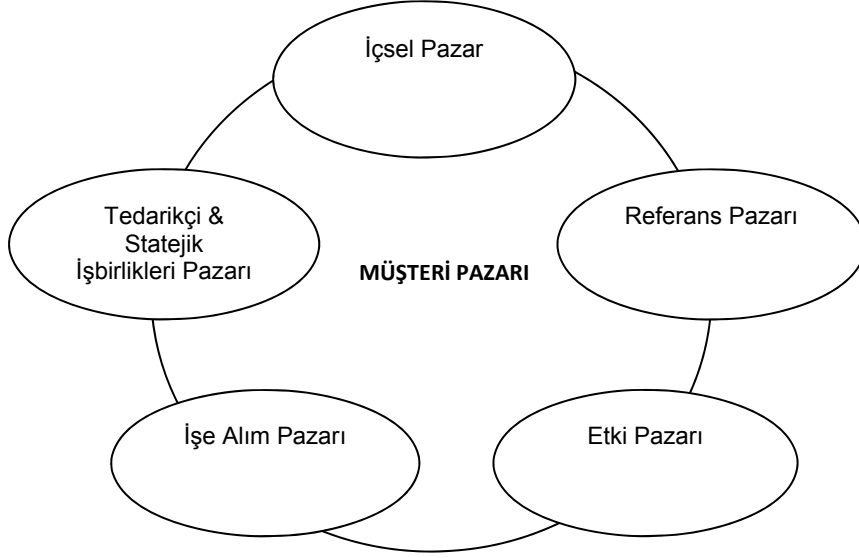 İçsel Pazar
Tedarikçi &
Statejik
İşbirlikleri Pazarı
Referans Pazarı
MÜŞTERİ PAZARI
İşe Alım Pazarı
Etki Pazarı